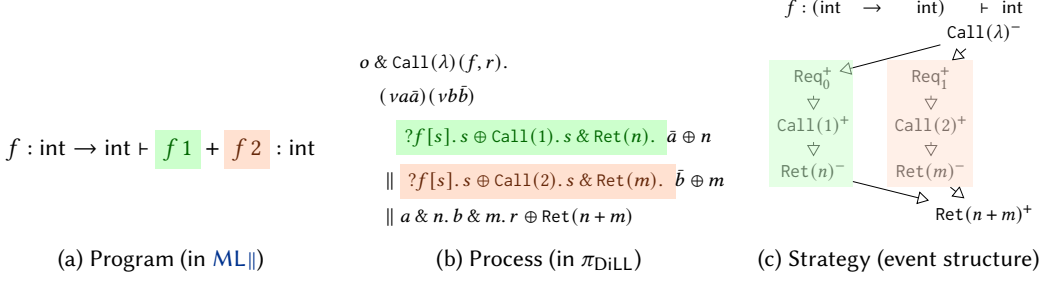 f : int → int ⊢ f 1 + f 2 : int
(a) Program (in ML∥)
o & Call(λ)(f, r).
(νaā)(νbb̄)
?f[s]. s ⊕ Call(1). s & Ret(n). ā ⊕ n
∥ ?f[s]. s ⊕ Call(2). s & Ret(m). b̄ ⊕ m
∥ a & n. b & m. r ⊕ Ret(n + m)
(b) Process (in πDiLL)
f : (int → int) ⊢ int
Call(λ)⁻
Req₀⁺ Req₁⁺
Call(1)⁺ Call(2)⁺
Ret(n)⁻ Ret(m)⁻
Ret(n + m)⁺
(c) Strategy (event structure)